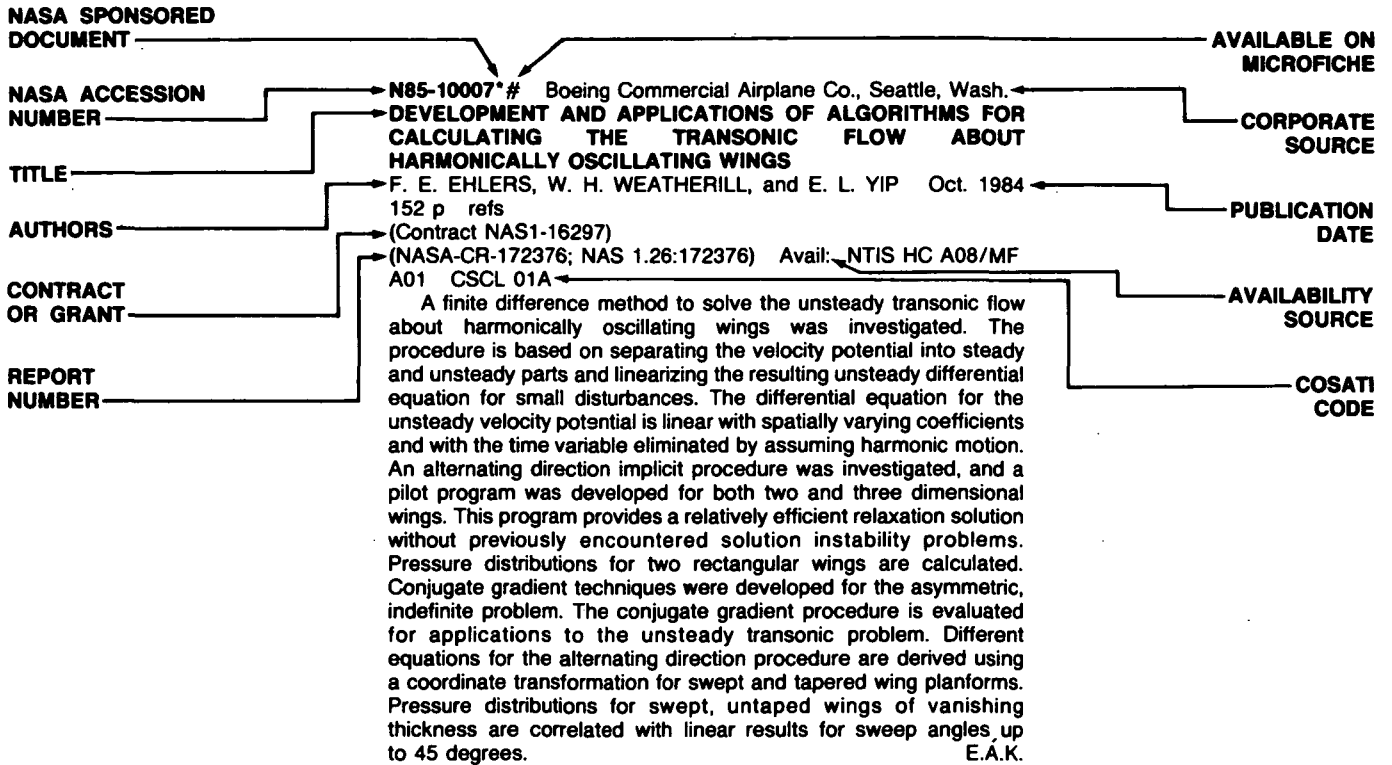 NASA SPONSORED
DOCUMENT
AVAILABLE ON
MICROFICHE
NASA ACCESSION
NUMBER
N85-10007*# Boeing Commercial Airplane Co., Seattle, Wash.
CORPORATE
SOURCE
TITLE
DEVELOPMENT AND APPLICATIONS OF ALGORITHMS FOR
CALCULATING THE TRANSONIC FLOW ABOUT
HARMONICALLY OSCILLATING WINGS
AUTHORS
F. E. EHLERS, W. H. WEATHERILL, and E. L. YIP Oct. 1984
152 p refs
PUBLICATION
DATE
CONTRACT
OR GRANT
(Contract NAS1-16297)
(NASA-CR-172376; NAS 1.26:172376) Avail: NTIS HC A08/MF
A01 CSCL 01A
AVAILABILITY
SOURCE
REPORT
NUMBER
COSATI
CODE
A finite difference method to solve the unsteady transonic flow
about harmonically oscillating wings was investigated. The
procedure is based on separating the velocity potential into steady
and unsteady parts and linearizing the resulting unsteady differential
equation for small disturbances. The differential equation for the
unsteady velocity potential is linear with spatially varying coefficients
and with the time variable eliminated by assuming harmonic motion.
An alternating direction implicit procedure was investigated, and a
pilot program was developed for both two and three dimensional
wings. This program provides a relatively efficient relaxation solution
without previously encountered solution instability problems.
Pressure distributions for two rectangular wings are calculated.
Conjugate gradient techniques were developed for the asymmetric,
indefinite problem. The conjugate gradient procedure is evaluated
for applications to the unsteady transonic problem. Different
equations for the alternating direction procedure are derived using
a coordinate transformation for swept and tapered wing planforms.
Pressure distributions for swept, untaped wings of vanishing
thickness are correlated with linear results for sweep angles up
to 45 degrees. E.A.K.